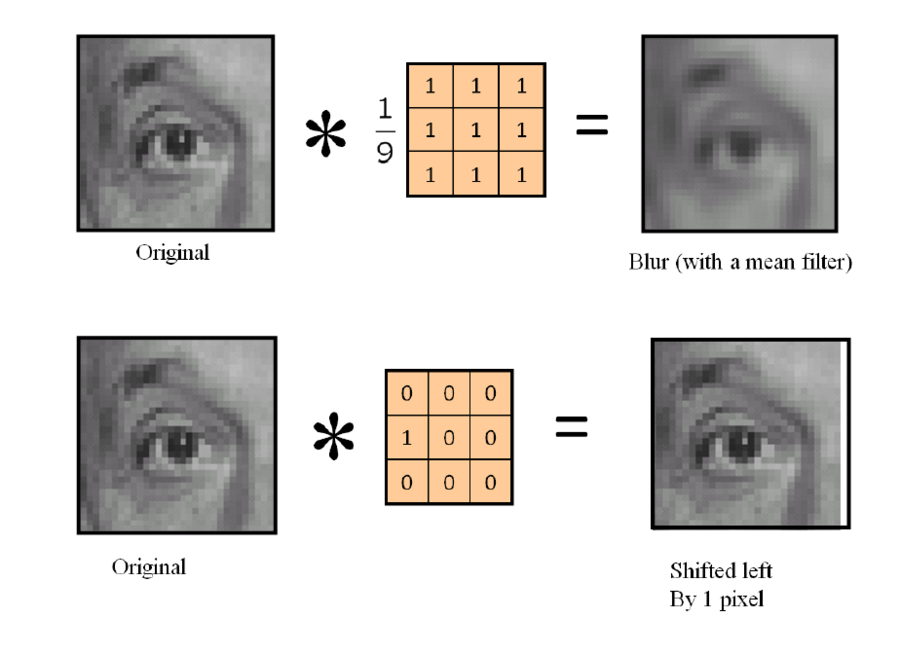 * 1/9
1 1 1
1 1 1
1 1 1
=
Original
Blur (with a mean filter)
*
0 0 0
1 0 0
0 0 0
=
Original
Shifted left
By 1 pixel